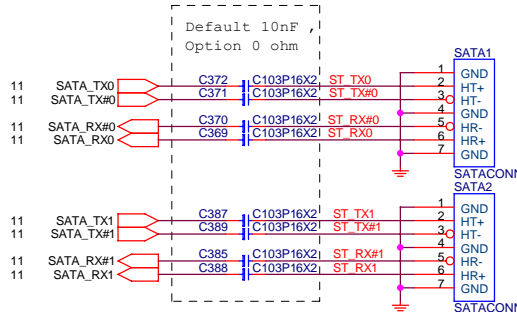 Default 10nF ,
Option 0 ohm
SATA1
11 SATA_TX0 C372 C103P16X2 ST_TX0 1 GND
11 SATA_TX#0 C371 C103P16X2 ST_TX#0 2 HT+
3 HT-
4 GND
11 SATA_RX#0 C370 C103P16X2 ST_RX#0 5 HR-
11 SATA_RX0 C369 C103P16X2 ST_RX0 6 HR+
7 GND
SATACONN
SATA2
1 GND
11 SATA_TX1 C387 C103P16X2 ST_TX1 2 HT+
11 SATA_TX#1 C389 C103P16X2 ST_TX#1 3 HT-
4 GND
11 SATA_RX#1 C385 C103P16X2 ST_RX#1 5 HR-
11 SATA_RX1 C388 C103P16X2 ST_RX1 6 HR+
7 GND
SATACONN